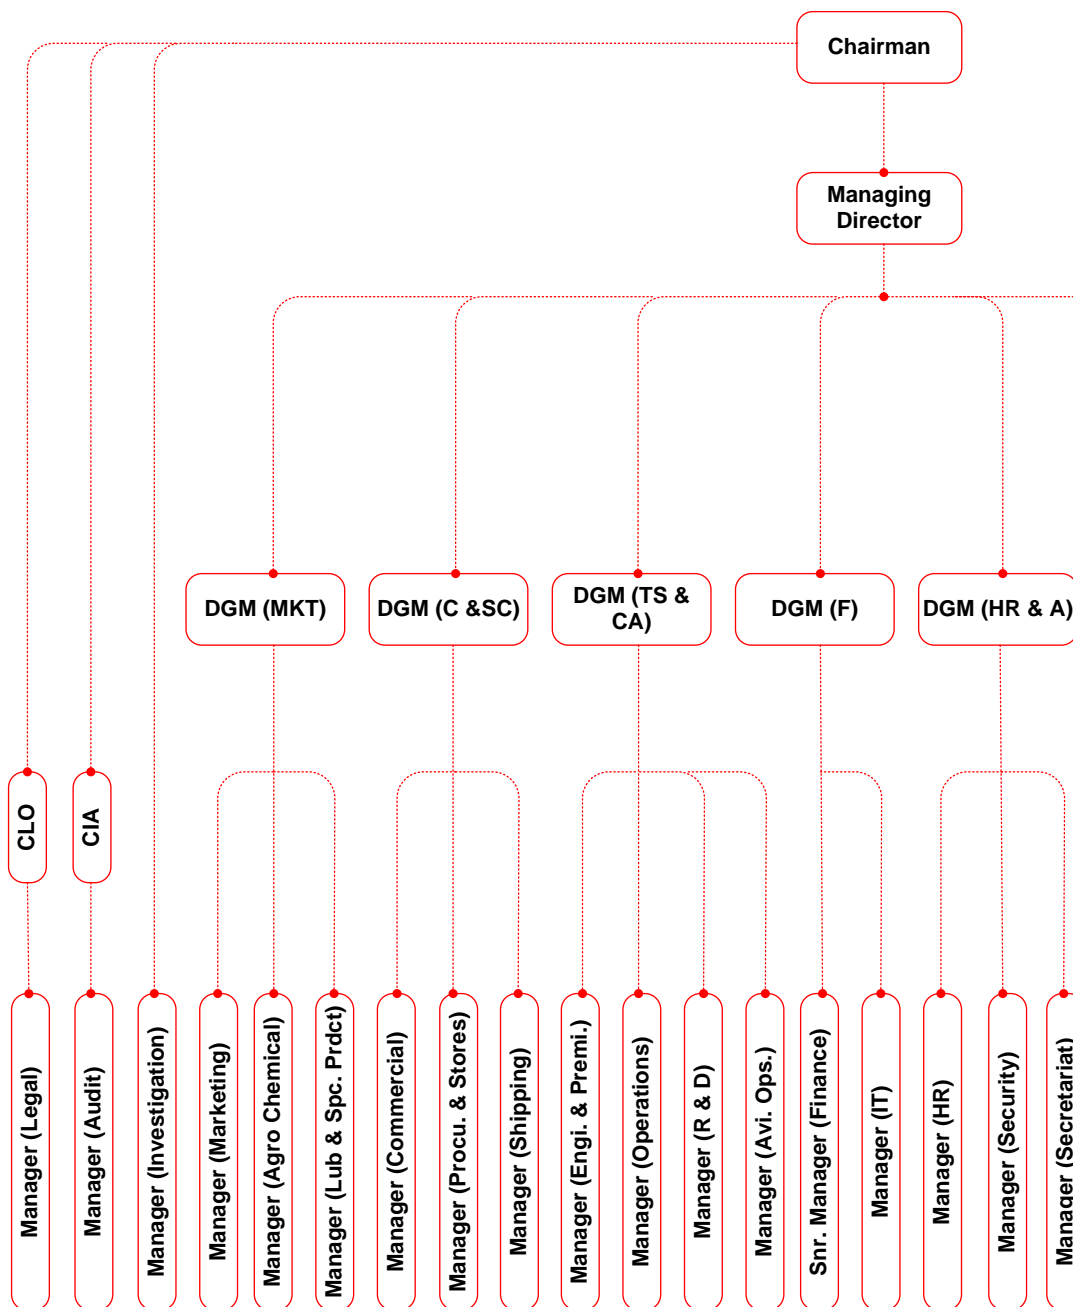 Chairman
Managing
Director
DGM (MKT)
DGM (C &SC)
DGM (TS &
CA)
DGM (F)
DGM (HR & A)
CLO
CIA
Manager (Legal)
Manager (Audit)
Manager (Investigation)
Manager (Marketing)
Manager (Agro Chemical)
Manager (Lub & Spc. Prdct)
Manager (Commercial)
Manager (Procu. & Stores)
Manager (Shipping)
Manager (Engi. & Premi.)
Manager (Operations)
Manager (R & D)
Manager (Avi. Ops.)
Snr. Manager (Finance)
Manager (IT)
Manager (HR)
Manager (Security)
Manager (Secretariat)